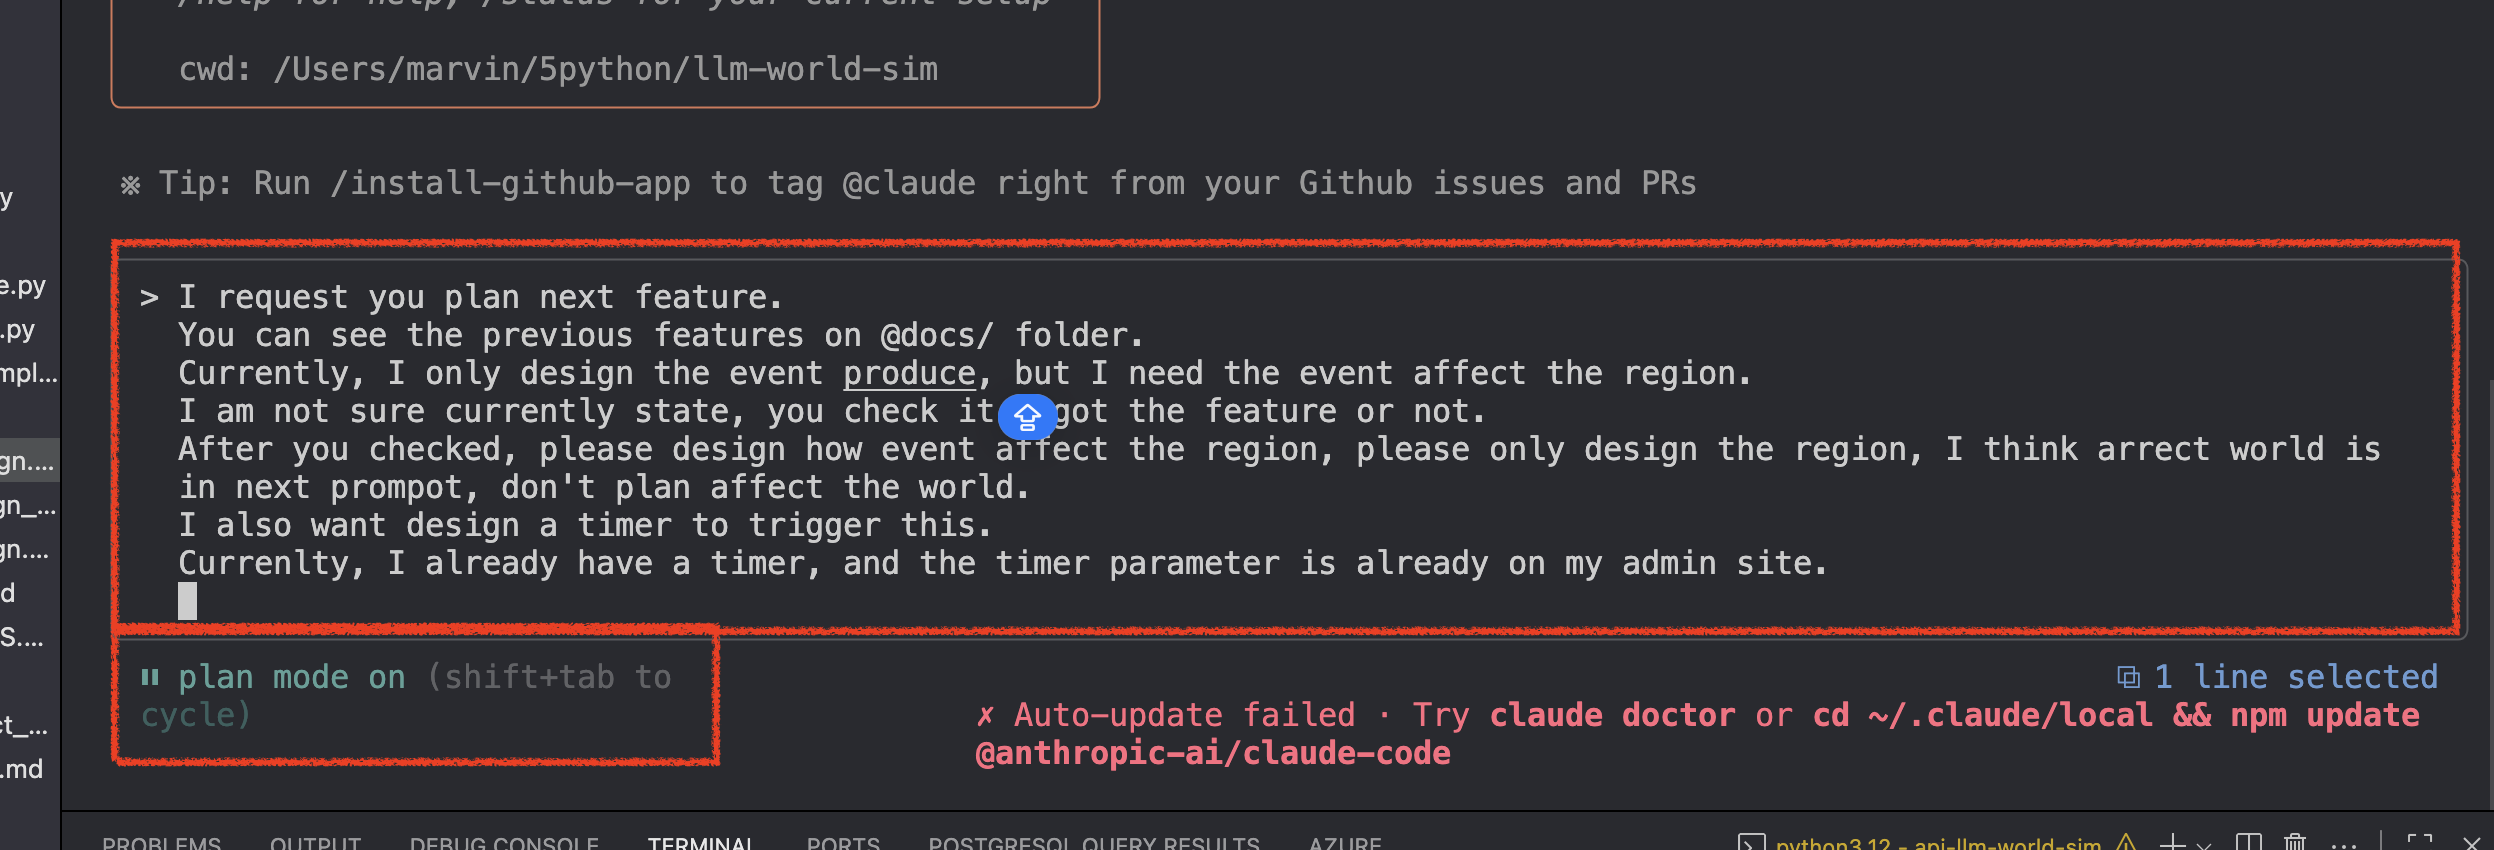 /help for help, /status for your current setup
cwd: /Users/marvin/5python/llm-world-sim
※ Tip: Run /install-github-app to tag @claude right from your Github issues and PRs
y
e.py
.py
mpl...
gn....
gn_...
gn....
d
S....
ct_...
.md
> I request you plan next feature.
You can see the previous features on @docs/ folder.
Currently, I only design the event produce, but I need the event affect the region.
I am not sure currently state, you check it got the feature or not.
After you checked, please design how event affect the region, please only design the region, I think arrect world is
in next prompot, don't plan affect the world.
I also want design a timer to trigger this.
Currenlty, I already have a timer, and the timer parameter is already on my admin site.
plan mode on (shift+tab to
cycle)
1 line selected
✗ Auto-update failed · Try claude doctor or cd ~/.claude/local && npm update
@anthropic-ai/claude-code
PROBLEMS OUTPUT DEBUG CONSOLE TERMINAL PORTS POSTGRESQL QUERY RESULTS AZURE python3.12 - api-llm-world-sim